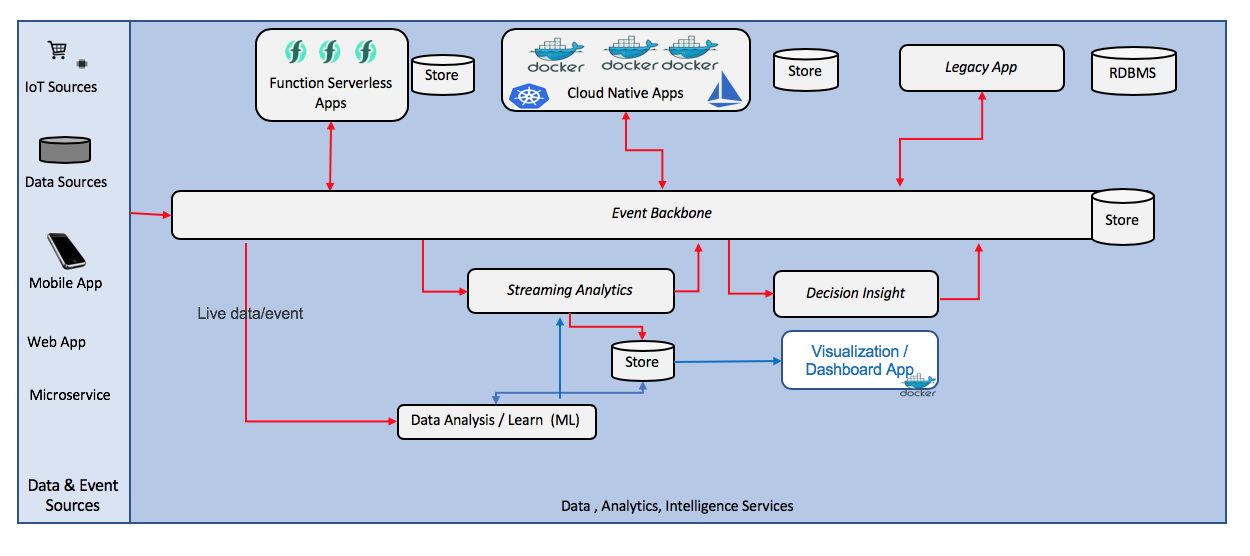 IoT Sources
Data Sources
Mobile App
Web App
Microservice
Data & Event
Sources
Function Serverless
Apps
Store
docker
docker
docker
Cloud Native Apps
Store
Legacy App
RDBMS
Event Backbone
Store
Streaming Analytics
Decision Insight
Live data/event
Store
Visualization /
Dashboard App
docker
Data Analysis / Learn  (ML)
Data , Analytics, Intelligence Services